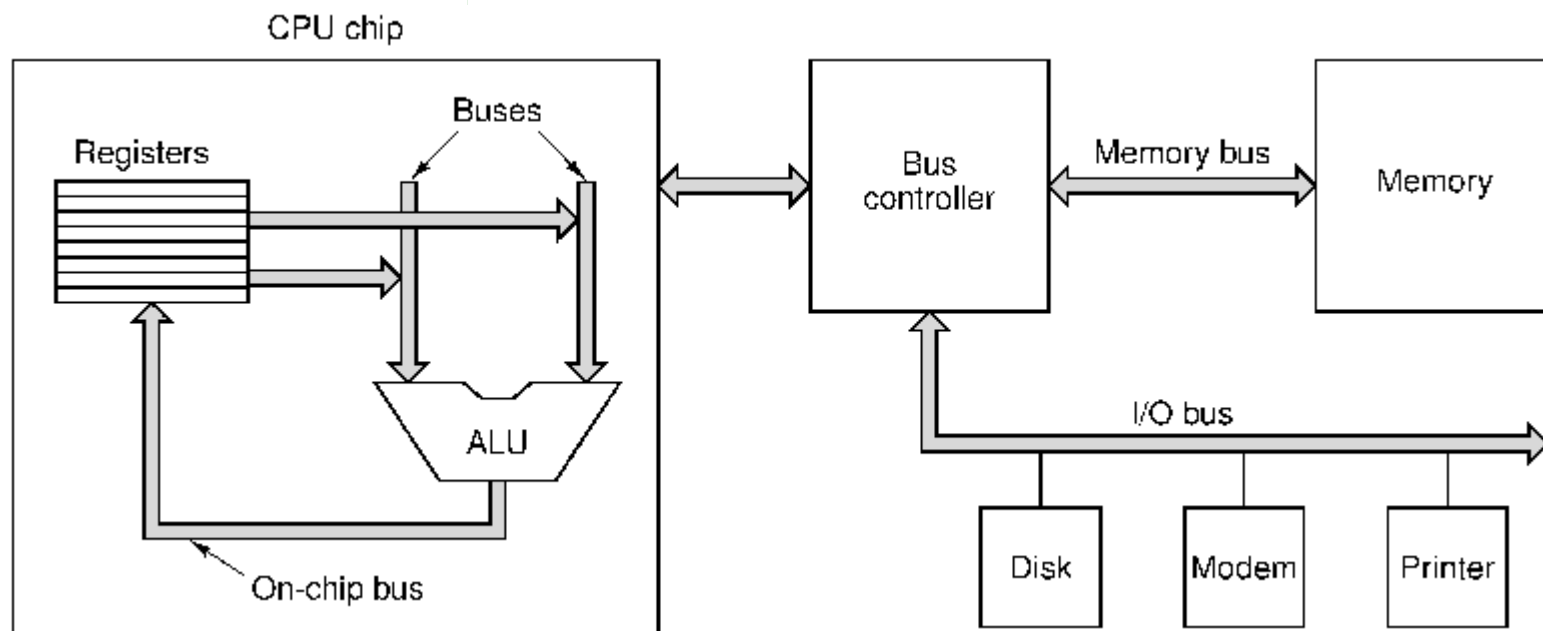 CPU chip
Buses
Registers
ALU
On-chip bus
Bus
controller
Memory bus
Memory
I/O bus
Disk
Modem
Printer